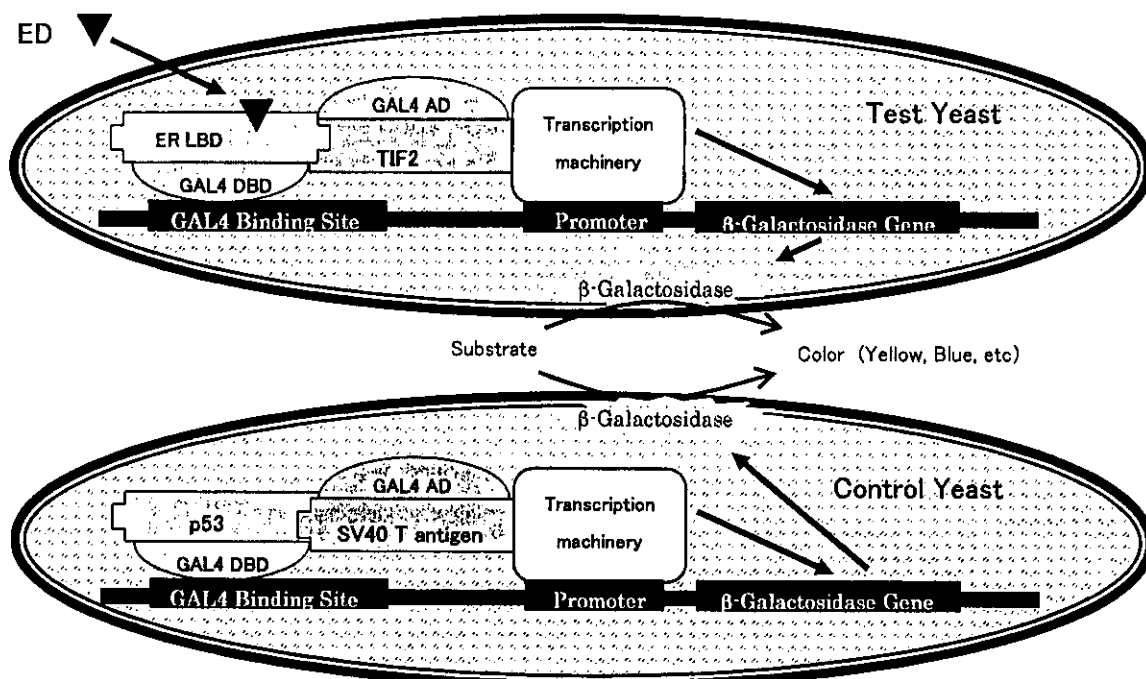 ED
GAL4 AD
Transcription
machinery
Test Yeast
ER LBD
TIF2
GAL4 DBD
GAL4 Binding Site
Promoter
β-Galactosidase Gene
β-Galactosidase
Substrate
Color (Yellow, Blue, etc)
β-Galactosidase
GAL4 AD
Transcription
machinery
Control Yeast
p53
SV40 T antigen
GAL4 DBD
GAL4 Binding Site
Promoter
β-Galactosidase Gene